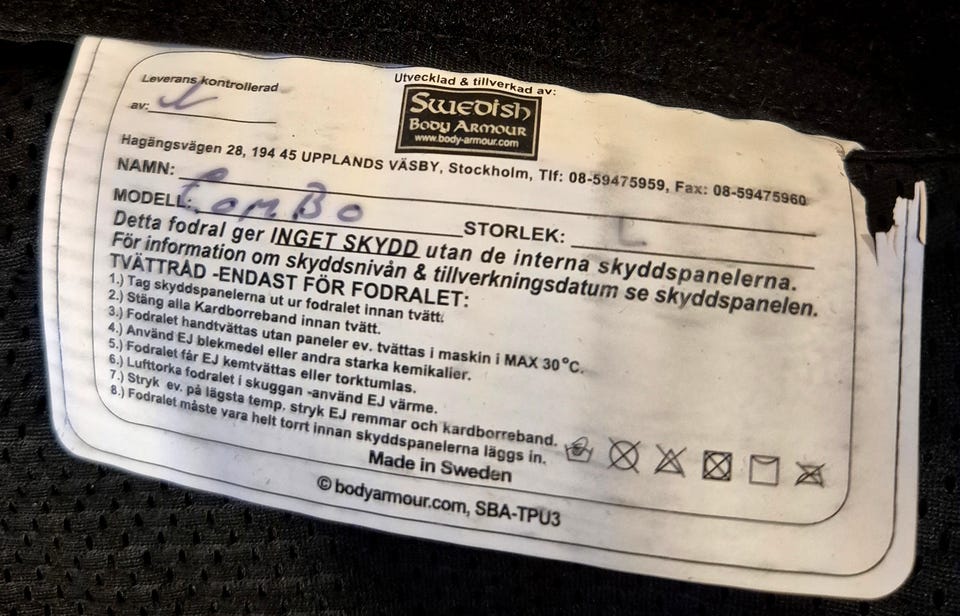 Leverans kontrollerad
av:
Utvecklad & tillverkad av:
Swedish
Body Armour
www.body-armour.com
Hagängsvägen 28, 194 45 UPPLANDS VÄSBY, Stockholm, Tlf: 08-59475959, Fax: 08-59475960
NAMN:
MODELL: ComBo STORLEK: L
Detta fodral ger INGET SKYDD utan de interna skyddspanelerna.
För information om skyddsnivån & tillverkningsdatum se skyddspanelen.
TVÄTTRÅD -ENDAST FÖR FODRALET:
1.) Tag skyddspanelerna ut ur fodralet innan tvätt.
2.) Stäng alla Kardborreband innan tvätt.
3.) Fodralet handtvättas utan paneler ev. tvättas i maskin i MAX 30°C.
4.) Använd EJ blekmedel eller andra starka kemikalier.
5.) Fodralet får EJ kemtvättas eller torktumlas.
6.) Lufttorka fodralet i skuggan -använd EJ värme.
7.) Stryk ev. på lägsta temp, stryk EJ remmar och kardborreband.
8.) Fodralet måste vara helt torrt innan skyddspanelerna läggs in.
Made in Sweden
© bodyarmour.com, SBA-TPU3